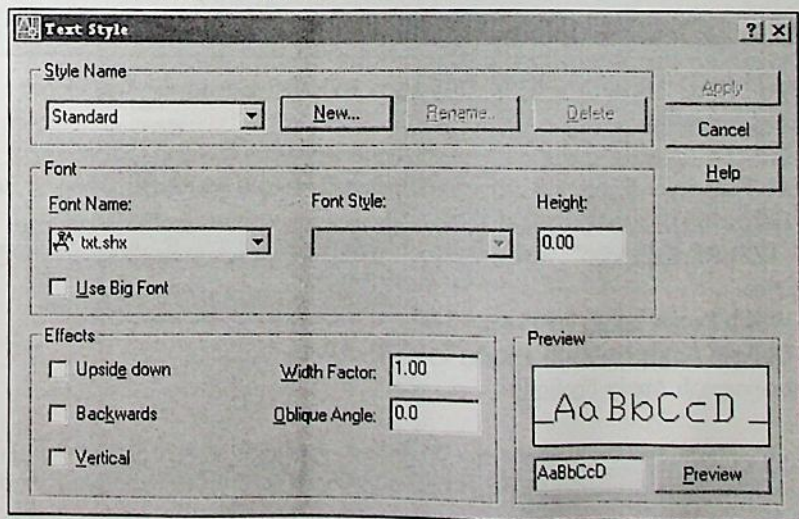 Text Style
Style Name
Standard
New...
Rename..
Delete
Apply
Cancel
Help
Font
Font Name:
Font Style:
Height:
txt.shx
0.00
Use Big Font
Effects
Upside down
Width Factor:
1.00
Backwards
Oblique Angle:
0.0
Vertical
Preview
AaBbCcD
AaBbCcD
Preview